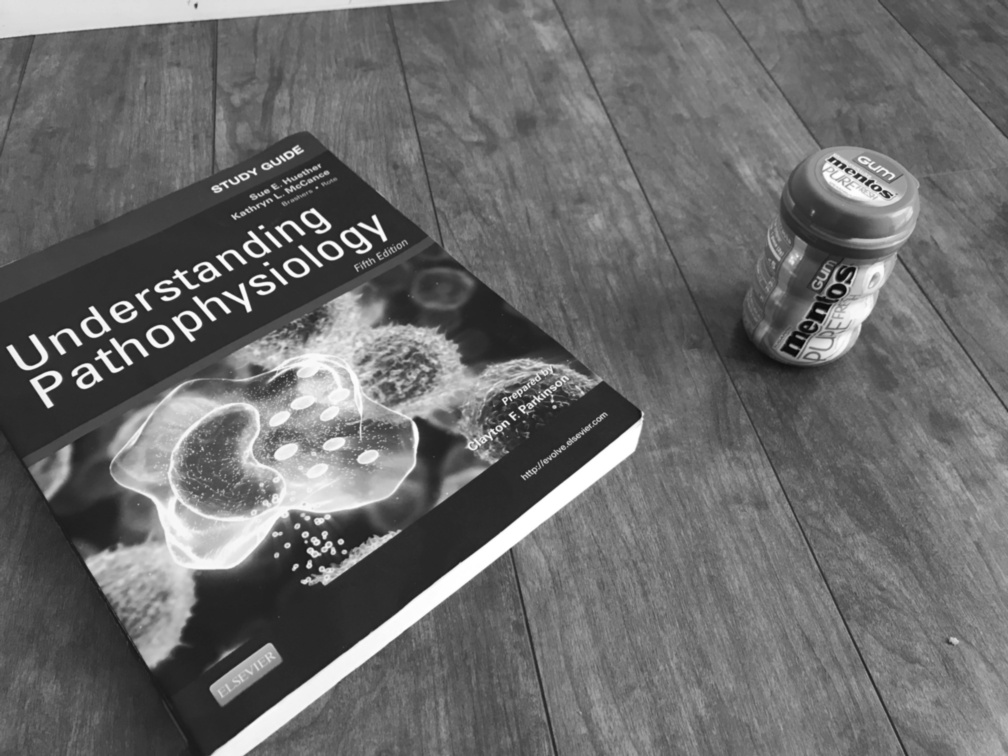 STUDY GUIDE
Sue E. Huether
Kathryn L. McCance
Brashers • Rote
Understanding
Pathophysiology
Fifth Edition
Prepared by
Clayton F. Parkinson
http://evolve.elsevier.com
ELSEVIER
Gum
mentos
PURE FRESH
Gum
mentos
PURE FRESH